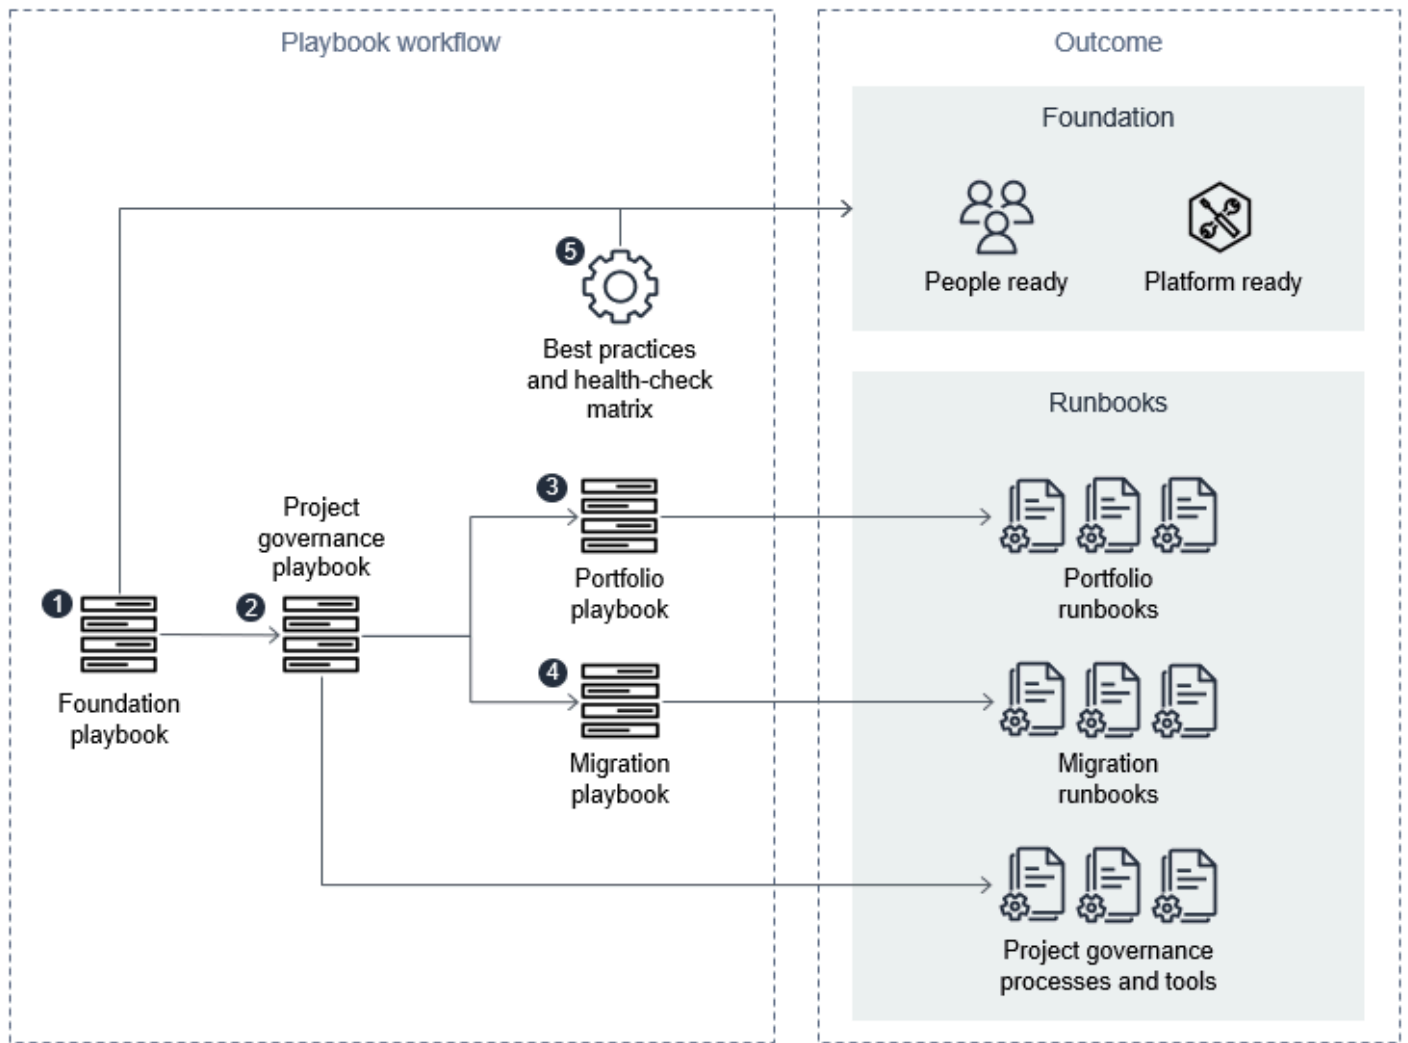 Playbook workflow
Outcome
Foundation
People ready
Platform ready
5
Best practices
and health-check
matrix
Runbooks
3
Portfolio
playbook
Portfolio
runbooks
Project
governance
playbook
1
2
Foundation
playbook
4
Migration
playbook
Migration
runbooks
Project governance
processes and tools